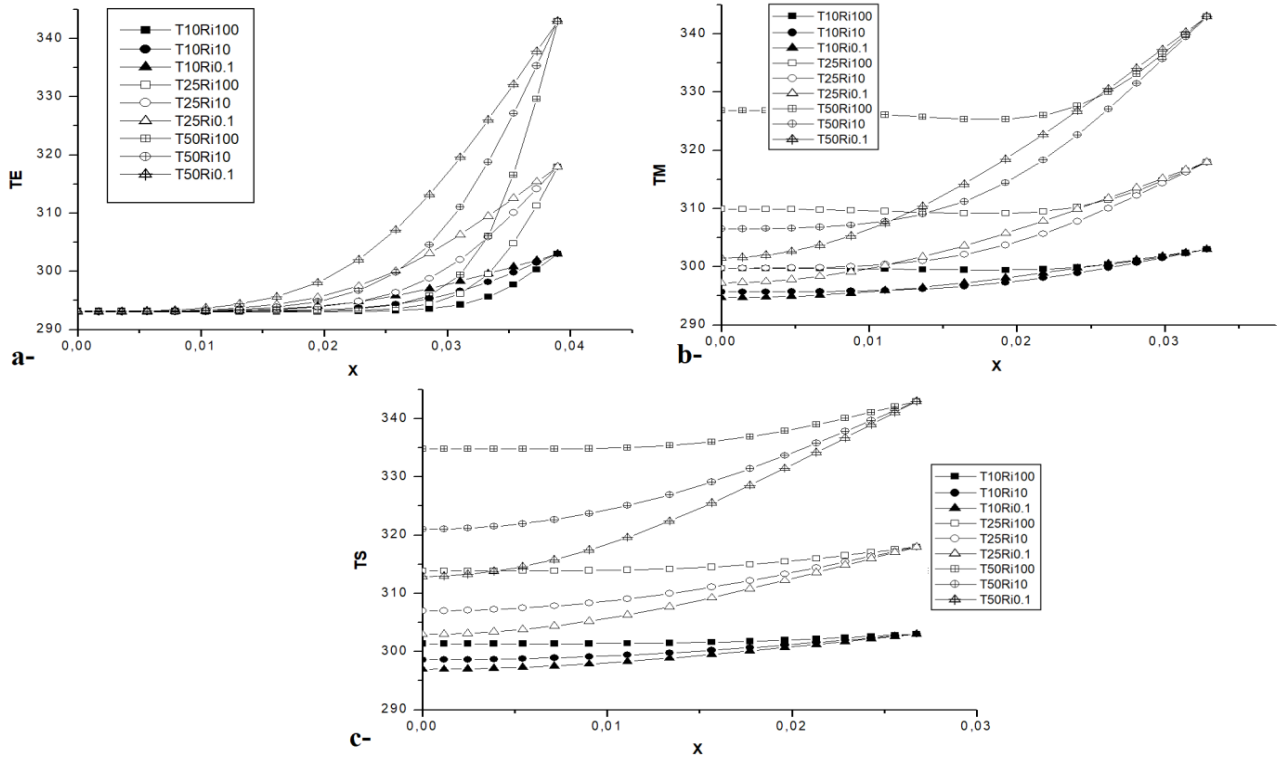 340
330
320
310
300
290
TE
0,00
0,01
0,02
0,03
0,04
X
a-
T10Ri100
T10Ri10
T10Ri0.1
T25Ri100
T25Ri10
T25Ri0.1
T50Ri100
T50Ri10
T50Ri0.1
340
330
320
310
300
290
TM
0,00
0,01
0,02
0,03
X
b-
T10Ri100
T10Ri10
T10Ri0.1
T25Ri100
T25Ri10
T25Ri0.1
T50Ri100
T50Ri10
T50Ri0.1
340
330
320
310
300
290
TS
0,00
0,01
0,02
0,03
X
c-
T10Ri100
T10Ri10
T10Ri0.1
T25Ri100
T25Ri10
T25Ri0.1
T50Ri100
T50Ri10
T50Ri0.1